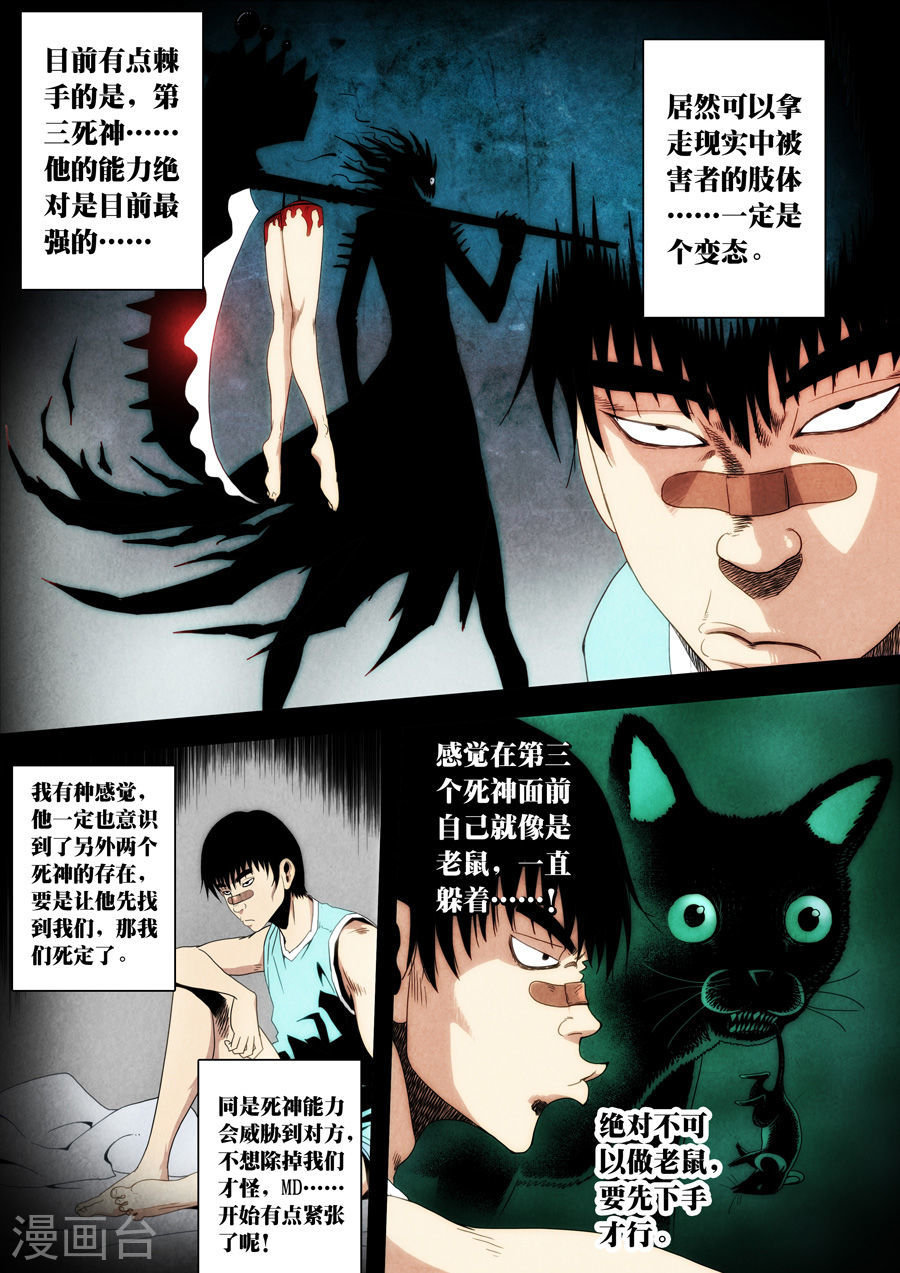 目前有点棘
手的是，第
三死神……
他的能力绝
对是目前最
强的……
居然可以拿
走现实中被
害者的肢体
……一定是
个变态。
我有种感觉，
他一定也意识
到了另外两个
死神的存在，
要是让他先找
到我们，那我
们死定了。
同是死神能力
会威胁到对方，
不想除掉我们
才怪，MD……
开始有点紧张
了呢！
感觉在第三
个死神面前
自己就像是
老鼠，一直
躲着……！
绝对不可
以做老鼠，
要先下手
才行。
漫画台